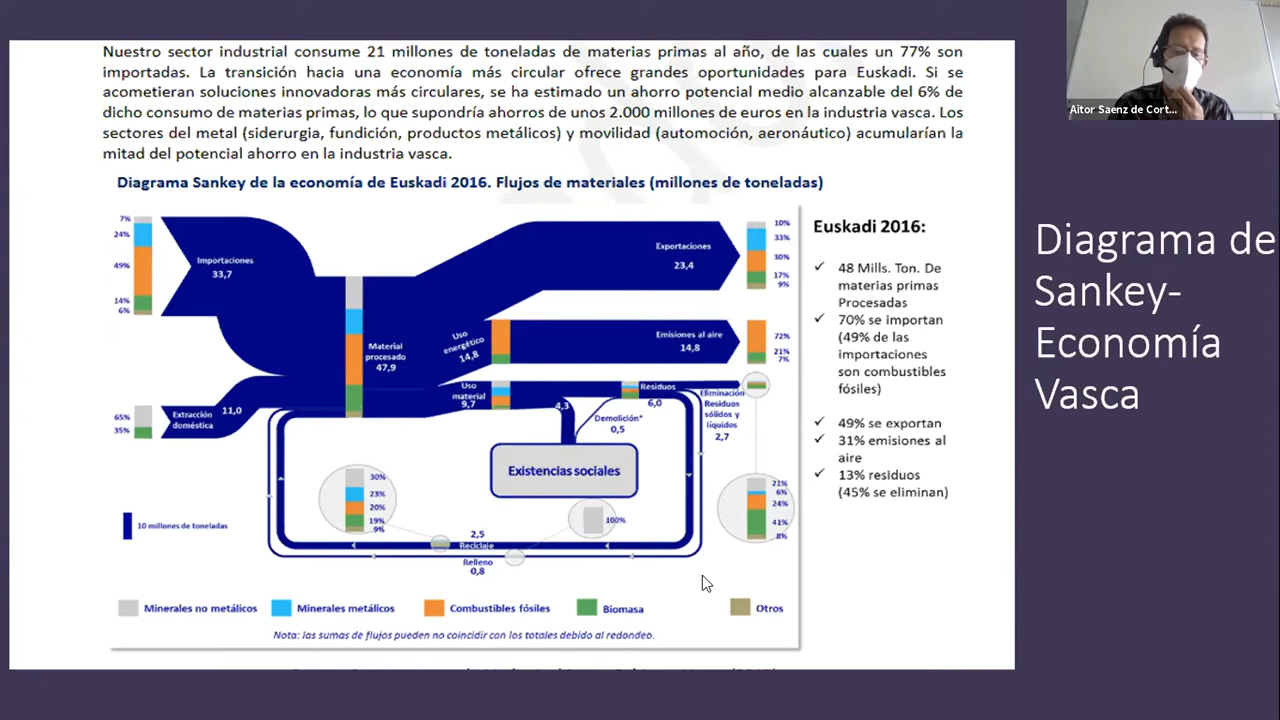 Nuestro sector industrial consume 21 millones de toneladas de materias primas al año, de las cuales un 77% son
importadas. La transición hacia una economía más circular ofrece grandes oportunidades para Euskadi. Si se
acometieran soluciones innovadoras más circulares, se ha estimado un ahorro potencial medio alcanzable del 6% de
dicho consumo de materias primas, lo que supondría ahorros de unos 2.000 millones de euros en la industria vasca. Los
sectores del metal (siderurgia, fundición, productos metálicos) y movilidad (automoción, aeronáutico) acumularían la
mitad del potencial ahorro en la industria vasca.
Aitor Saenz de Cort...
Diagrama Sankey de la economía de Euskadi 2016. Flujos de materiales (millones de toneladas)
7%
24%
49%
14%
6%
Importaciones
33,7
65%
35%
Extracción
doméstica
11,0
Material
procesado
47,9
Exportaciones
23,4
10%
33%
30%
17%
9%
Uso
energético
14,8
Emisiones al aire
14,8
72%
21%
7%
Uso
material
9,7
4,3
Residuos
6,0
Demolición*
0,5
Eliminación
Residuos
sólidos y
líquidos
2,7
Existencias sociales
30%
23%
20%
19%
9%
100%
21%
6%
24%
41%
8%
10 millones de toneladas
2,5
Reciclaje
Relleno
0,8
Minerales no metálicos
Minerales metálicos
Combustibles fósiles
Biomasa
Otros
Nota: las sumas de flujos pueden no coincidir con los totales debido al redondeo.
Euskadi 2016:
✓ 48 Mills. Ton. De
materias primas
Procesadas
✓ 70% se importan
(49% de las
importaciones
son combustibles
fósiles)
✓ 49% se exportan
✓ 31% emisiones al
aire
✓ 13% residuos
(45% se eliminan)
Diagrama de
Sankey-
Economía
Vasca